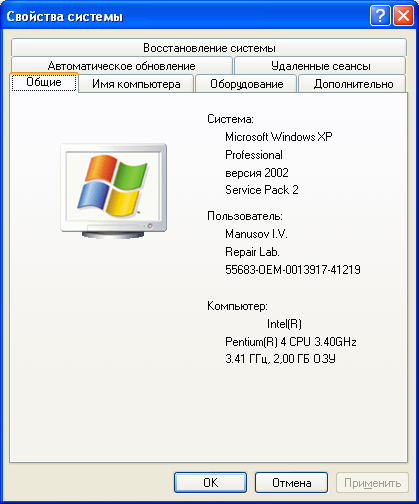 Свойства системы
Восстановление системы
Автоматическое обновление Удаленные сеансы
Общие Имя компьютера Оборудование Дополнительно
Система:
Microsoft Windows XP
Professional
версия 2002
Service Pack 2
Пользователь:
Manusov I.V.
Repair Lab.
55683-OEM-0013917-41219
Компьютер:
Intel(R)
Pentium(R) 4 CPU 3.40GHz
3.41 ГГц, 2,00 ГБ ОЗУ
OK Отмена Применить